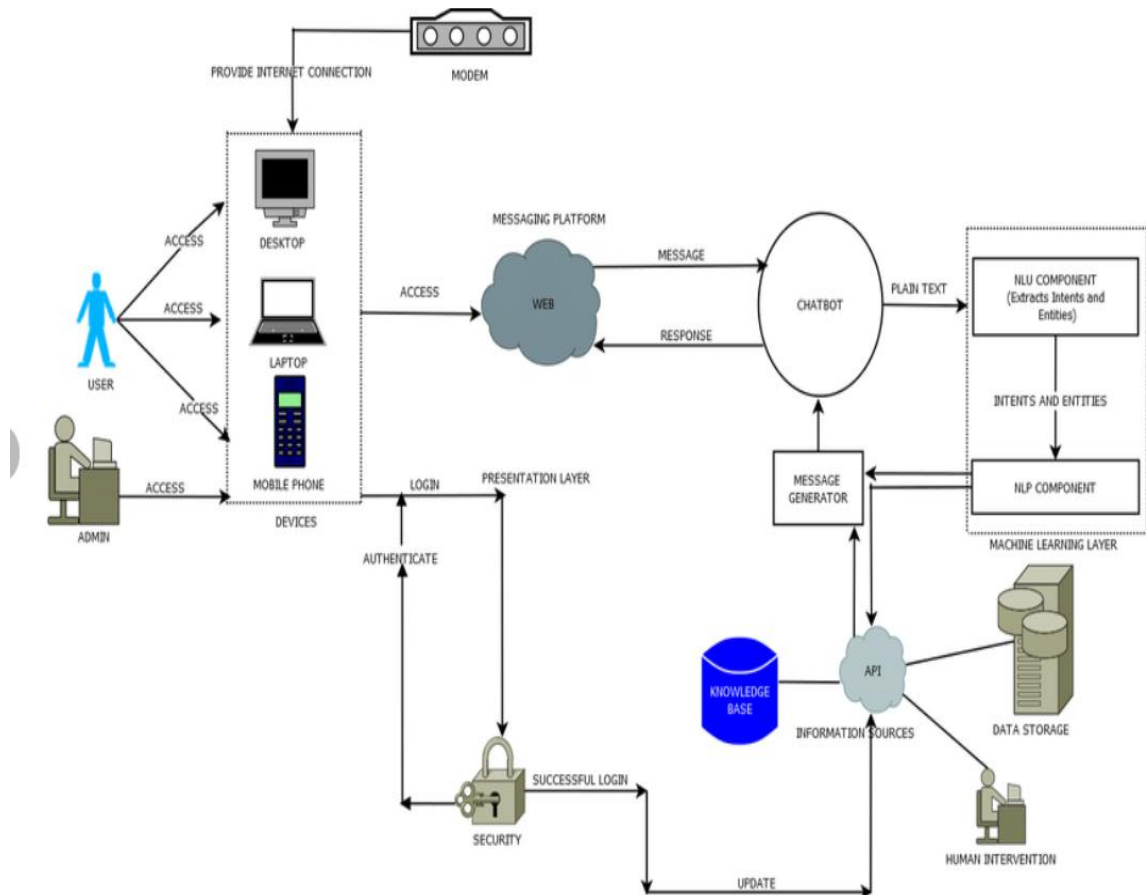 MODEM
PROVIDE INTERNET CONNECTION
DESKTOP
LAPTOP
MOBILE PHONE
DEVICES
ACCESS
ACCESS
ACCESS
USER
ACCESS
ADMIN
ACCESS
MESSAGING PLATFORM
WEB
MESSAGE
RESPONSE
CHATBOT
PLAIN TEXT
NLU COMPONENT
(Extracts Intents and
Entities)
INTENTS AND ENTITIES
NLP COMPONENT
MACHINE LEARNING LAYER
MESSAGE
GENERATOR
LOGIN
PRESENTATION LAYER
AUTHENTICATE
SECURITY
SUCCESSFUL LOGIN
UPDATE
KNOWLEDGE
BASE
API
INFORMATION SOURCES
DATA STORAGE
HUMAN INTERVENTION